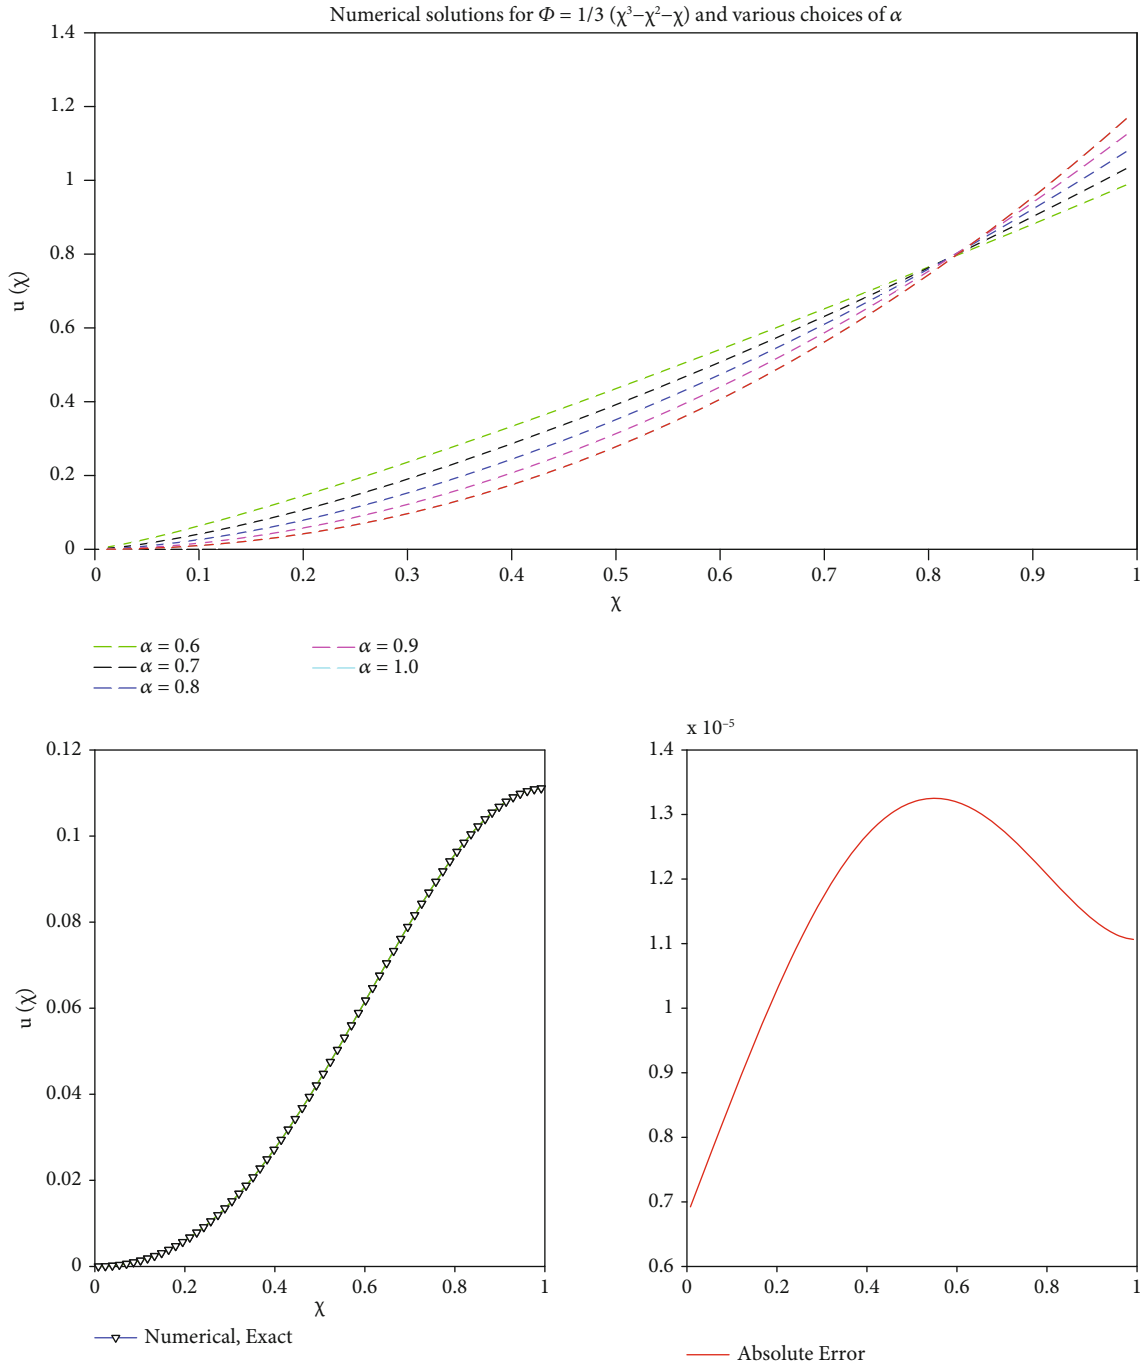 Numerical solutions for Φ = 1/3 (χ³−χ²−χ) and various choices of α
1.4
1.2
1
0.8
0.6
0.4
0.2
0
u (χ)
0 0.1 0.2 0.3 0.4 0.5 0.6 0.7 0.8 0.9 1
χ
α = 0.6
α = 0.7
α = 0.8
α = 0.9
α = 1.0
0.12
0.1
0.08
0.06
0.04
0.02
0
u (χ)
0 0.2 0.4 0.6 0.8 1
χ
Numerical, Exact
x 10⁻⁵
1.4
1.3
1.2
1.1
1
0.9
0.8
0.7
0.6
0 0.2 0.4 0.6 0.8 1
Absolute Error